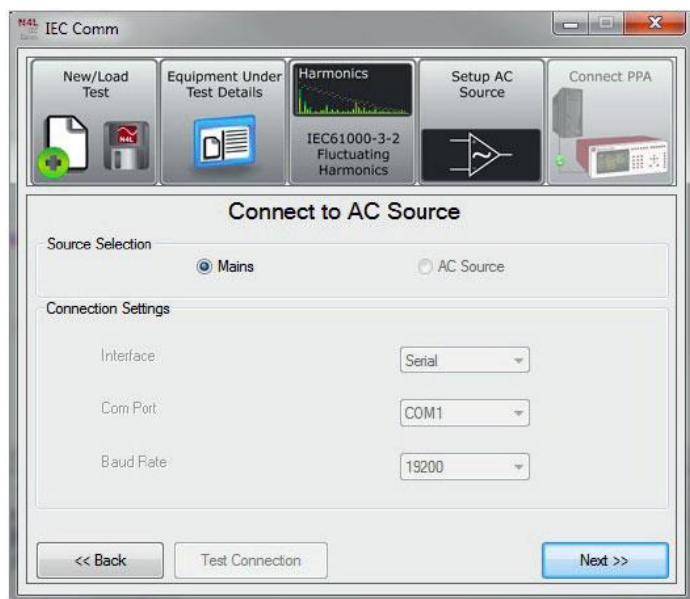 N4L IEC Comm
New/Load
Test
N4L
Equipment Under
Test Details
Harmonics
IEC61000-3-2
Fluctuating
Harmonics
Setup AC
Source
Connect PPA
Connect to AC Source
Source Selection
Mains AC Source
Connection Settings
Interface Serial
Com Port COM1
Baud Rate 19200
<< Back Test Connection Next >>